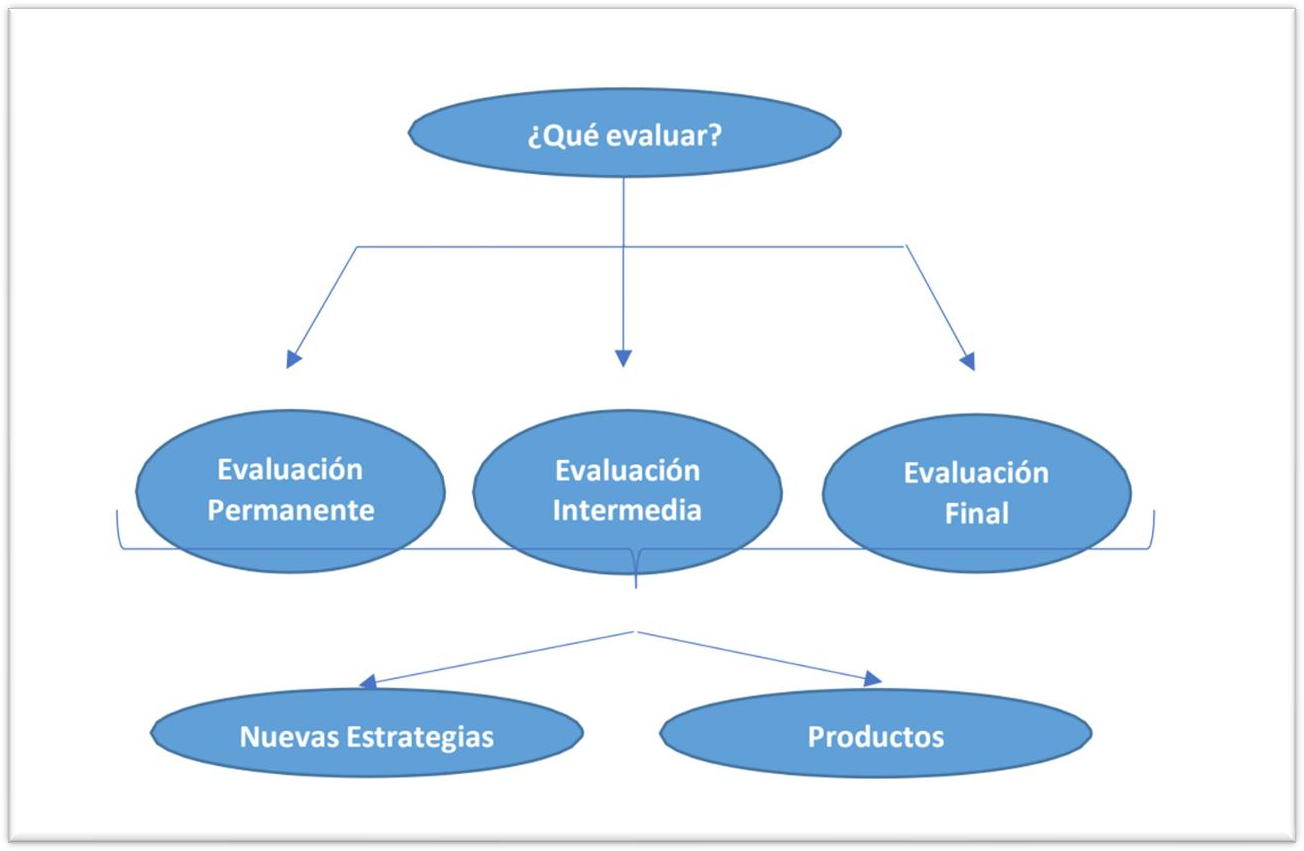 ¿Qué evaluar?
Evaluación
Permanente
Evaluación
Intermedia
Evaluación
Final
Nuevas Estrategias
Productos